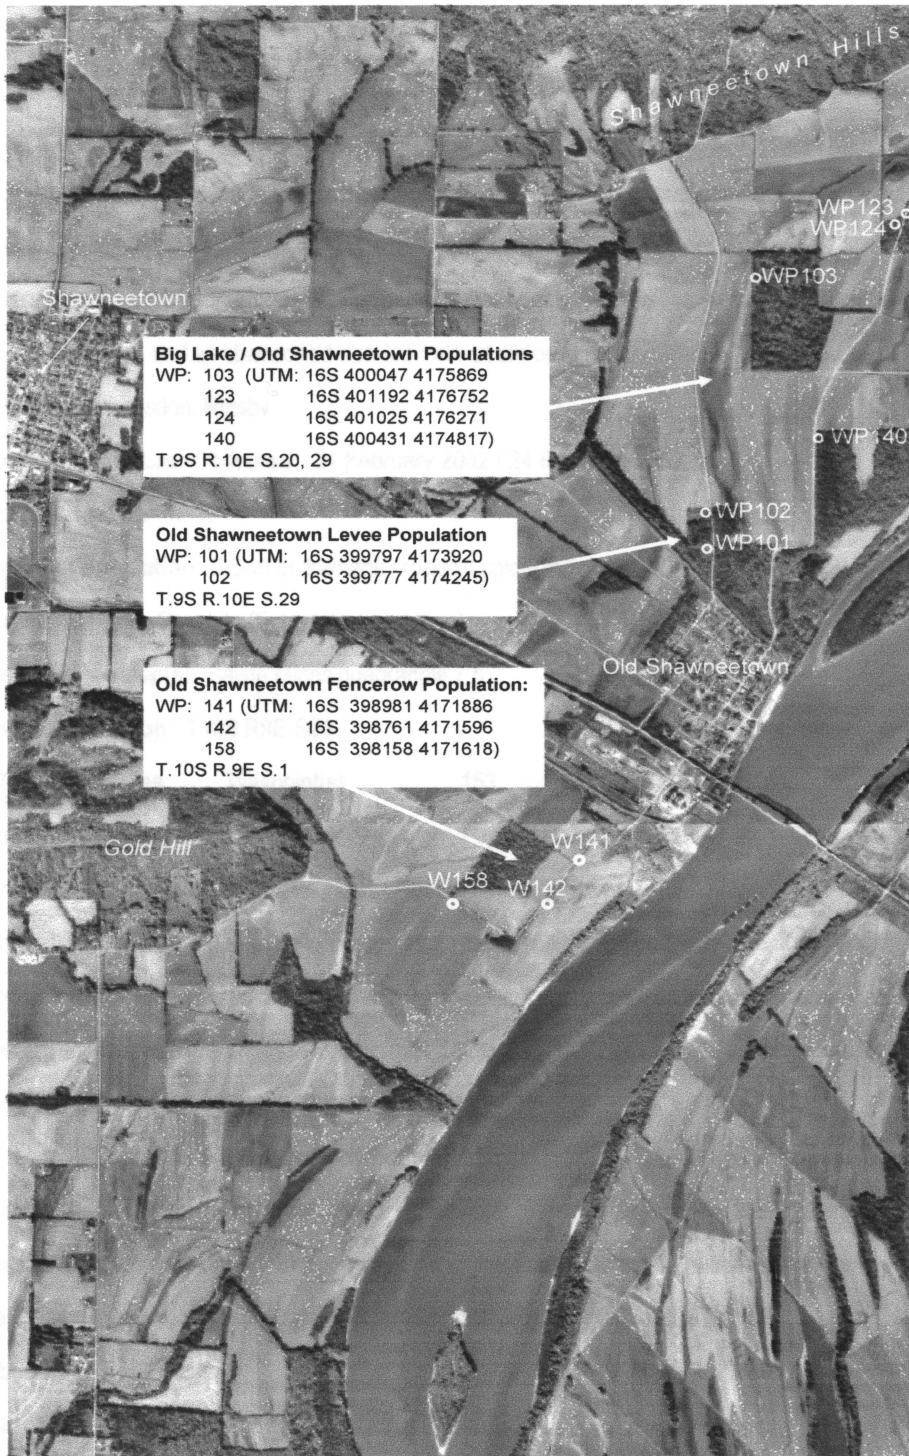 Shawneetown Hills
WP123
WP124
WP103
Shawneetown
Big Lake / Old Shawneetown Populations
WP: 103 (UTM: 16S 400047 4175869
123 16S 401192 4176752
124 16S 401025 4176271
140 16S 400431 4174817)
T.9S R.10E S.20, 29
WP140
WP102
WP101
Old Shawneetown Levee Population
WP: 101 (UTM: 16S 399797 4173920
102 16S 399777 4174245)
T.9S R.10E S.29
Old Shawneetown
Old Shawneetown Fencerow Population:
WP: 141 (UTM: 16S 398981 4171886
142 16S 398761 4171596
158 16S 398158 4171618)
T.10S R.9E S.1
Gold Hill
W141
W158
W142